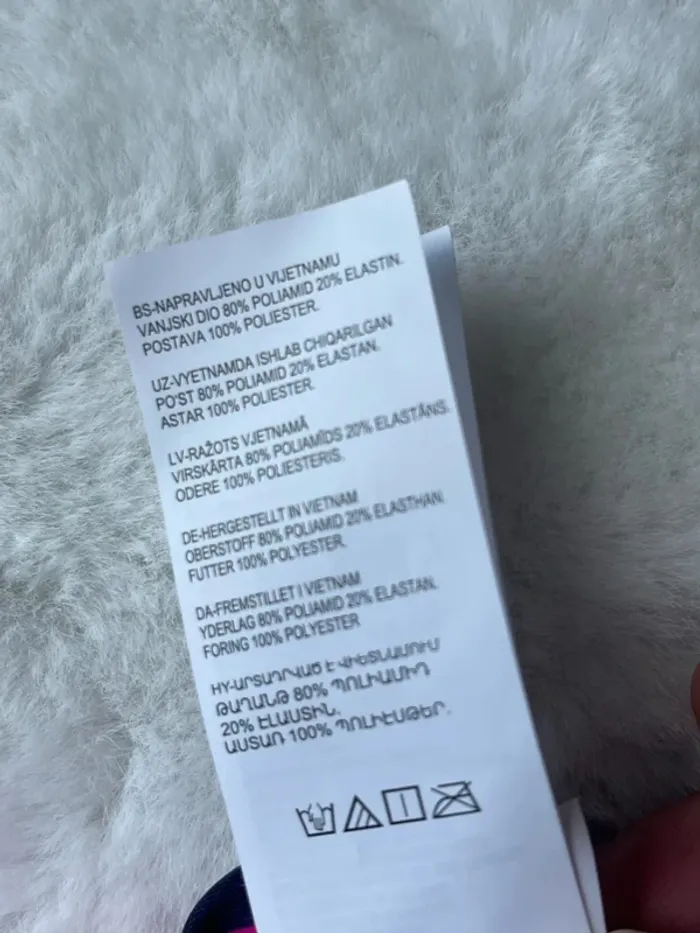 BS-NAPRAVLJENO U VIJETNAMU
VANJSKI DIO 80% POLIAMID 20% ELASTIN.
POSTAVA 100% POLIESTER.
UZ-VYETNAMDA ISHLAB CHIQARILGAN
PO'ST 80% POLIAMID 20% ELASTAN.
ASTAR 100% POLIESTER.
LV-RAŽOTS VJETNAMĀ
VIRSKĀRTA 80% POLIAMĪDS 20% ELASTĀNS.
ODERE 100% POLIESTERIS.
DE-HERGESTELLT IN VIETNAM
OBERSTOFF 80% POLIAMID 20% ELASTHAN.
FUTTER 100% POLYESTER.
DA-FREMSTILLET I VIETNAM
YDERLAG 80% POLIAMID 20% ELASTAN.
FORING 100% POLYESTER
HY-ԱՐՏԱԴՐՎԱԾ Է ՎԻԵՏՆԱՄՈՒՄ
ԹԱՂԱՆԹ 80% ՊՈԼԻԱՄԻԴ
20% ԷԼԱՍՏԻՆ.
ԱՍՏԱՌ 100% ՊՈԼԻԷՍԹԵՐ.